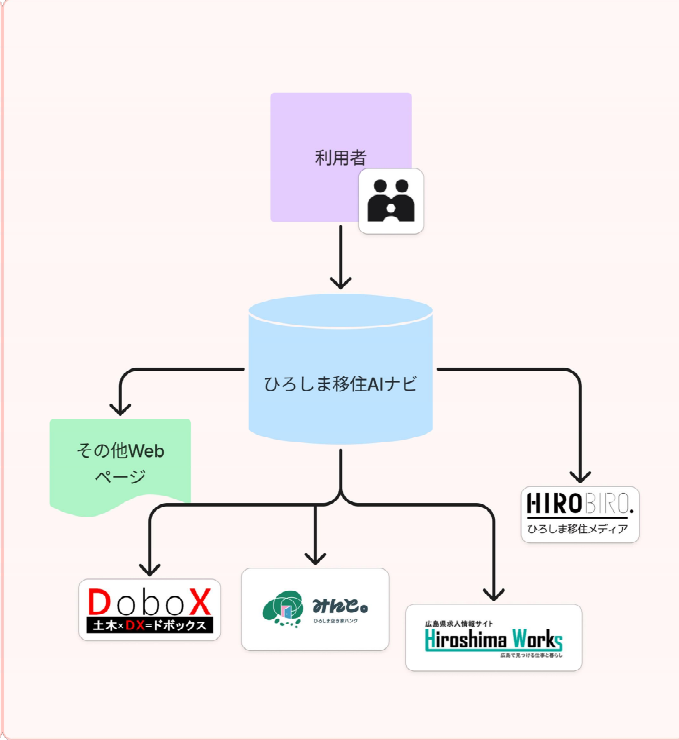 利用者
ひろしま移住AIナビ
その他Web
ページ
HIROBIRO.
ひろしま移住メディア
DoboX
土木×DX=ドボックス
みんと。
ひろしま空き家バンク
広島県求人情報サイト
Hiroshima Works
広島で見つける仕事と暮らし